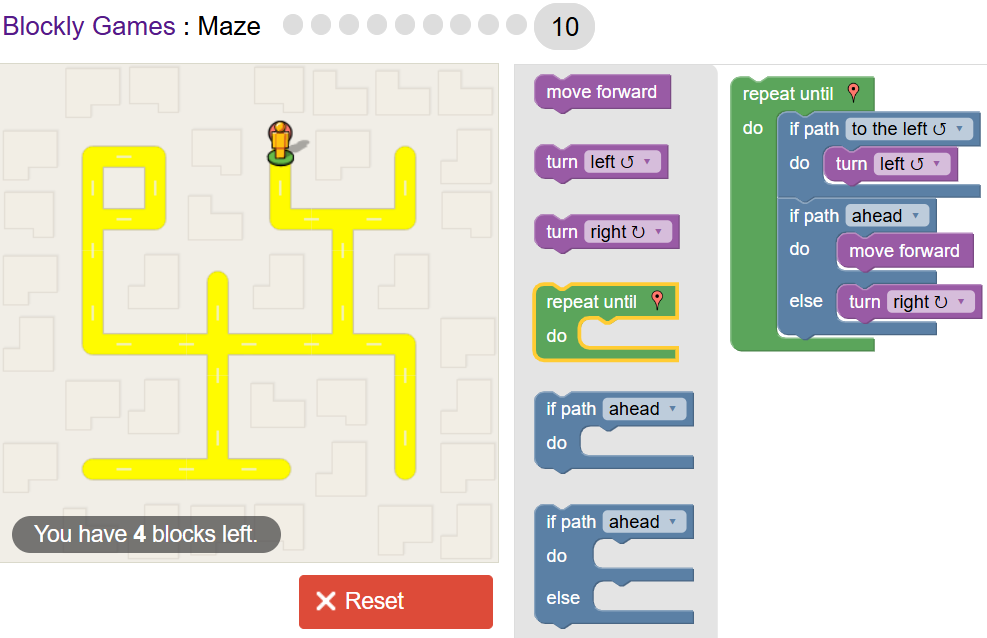 Blockly Games : Maze 10
move forward
turn left ↺ ▾
turn right ↻ ▾
repeat until
do
if path ahead ▾
do
if path ahead ▾
do
else
repeat until
do if path to the left ↺ ▾
do turn left ↺ ▾
if path ahead ▾
do move forward
else turn right ↻ ▾
You have 4 blocks left.
Reset